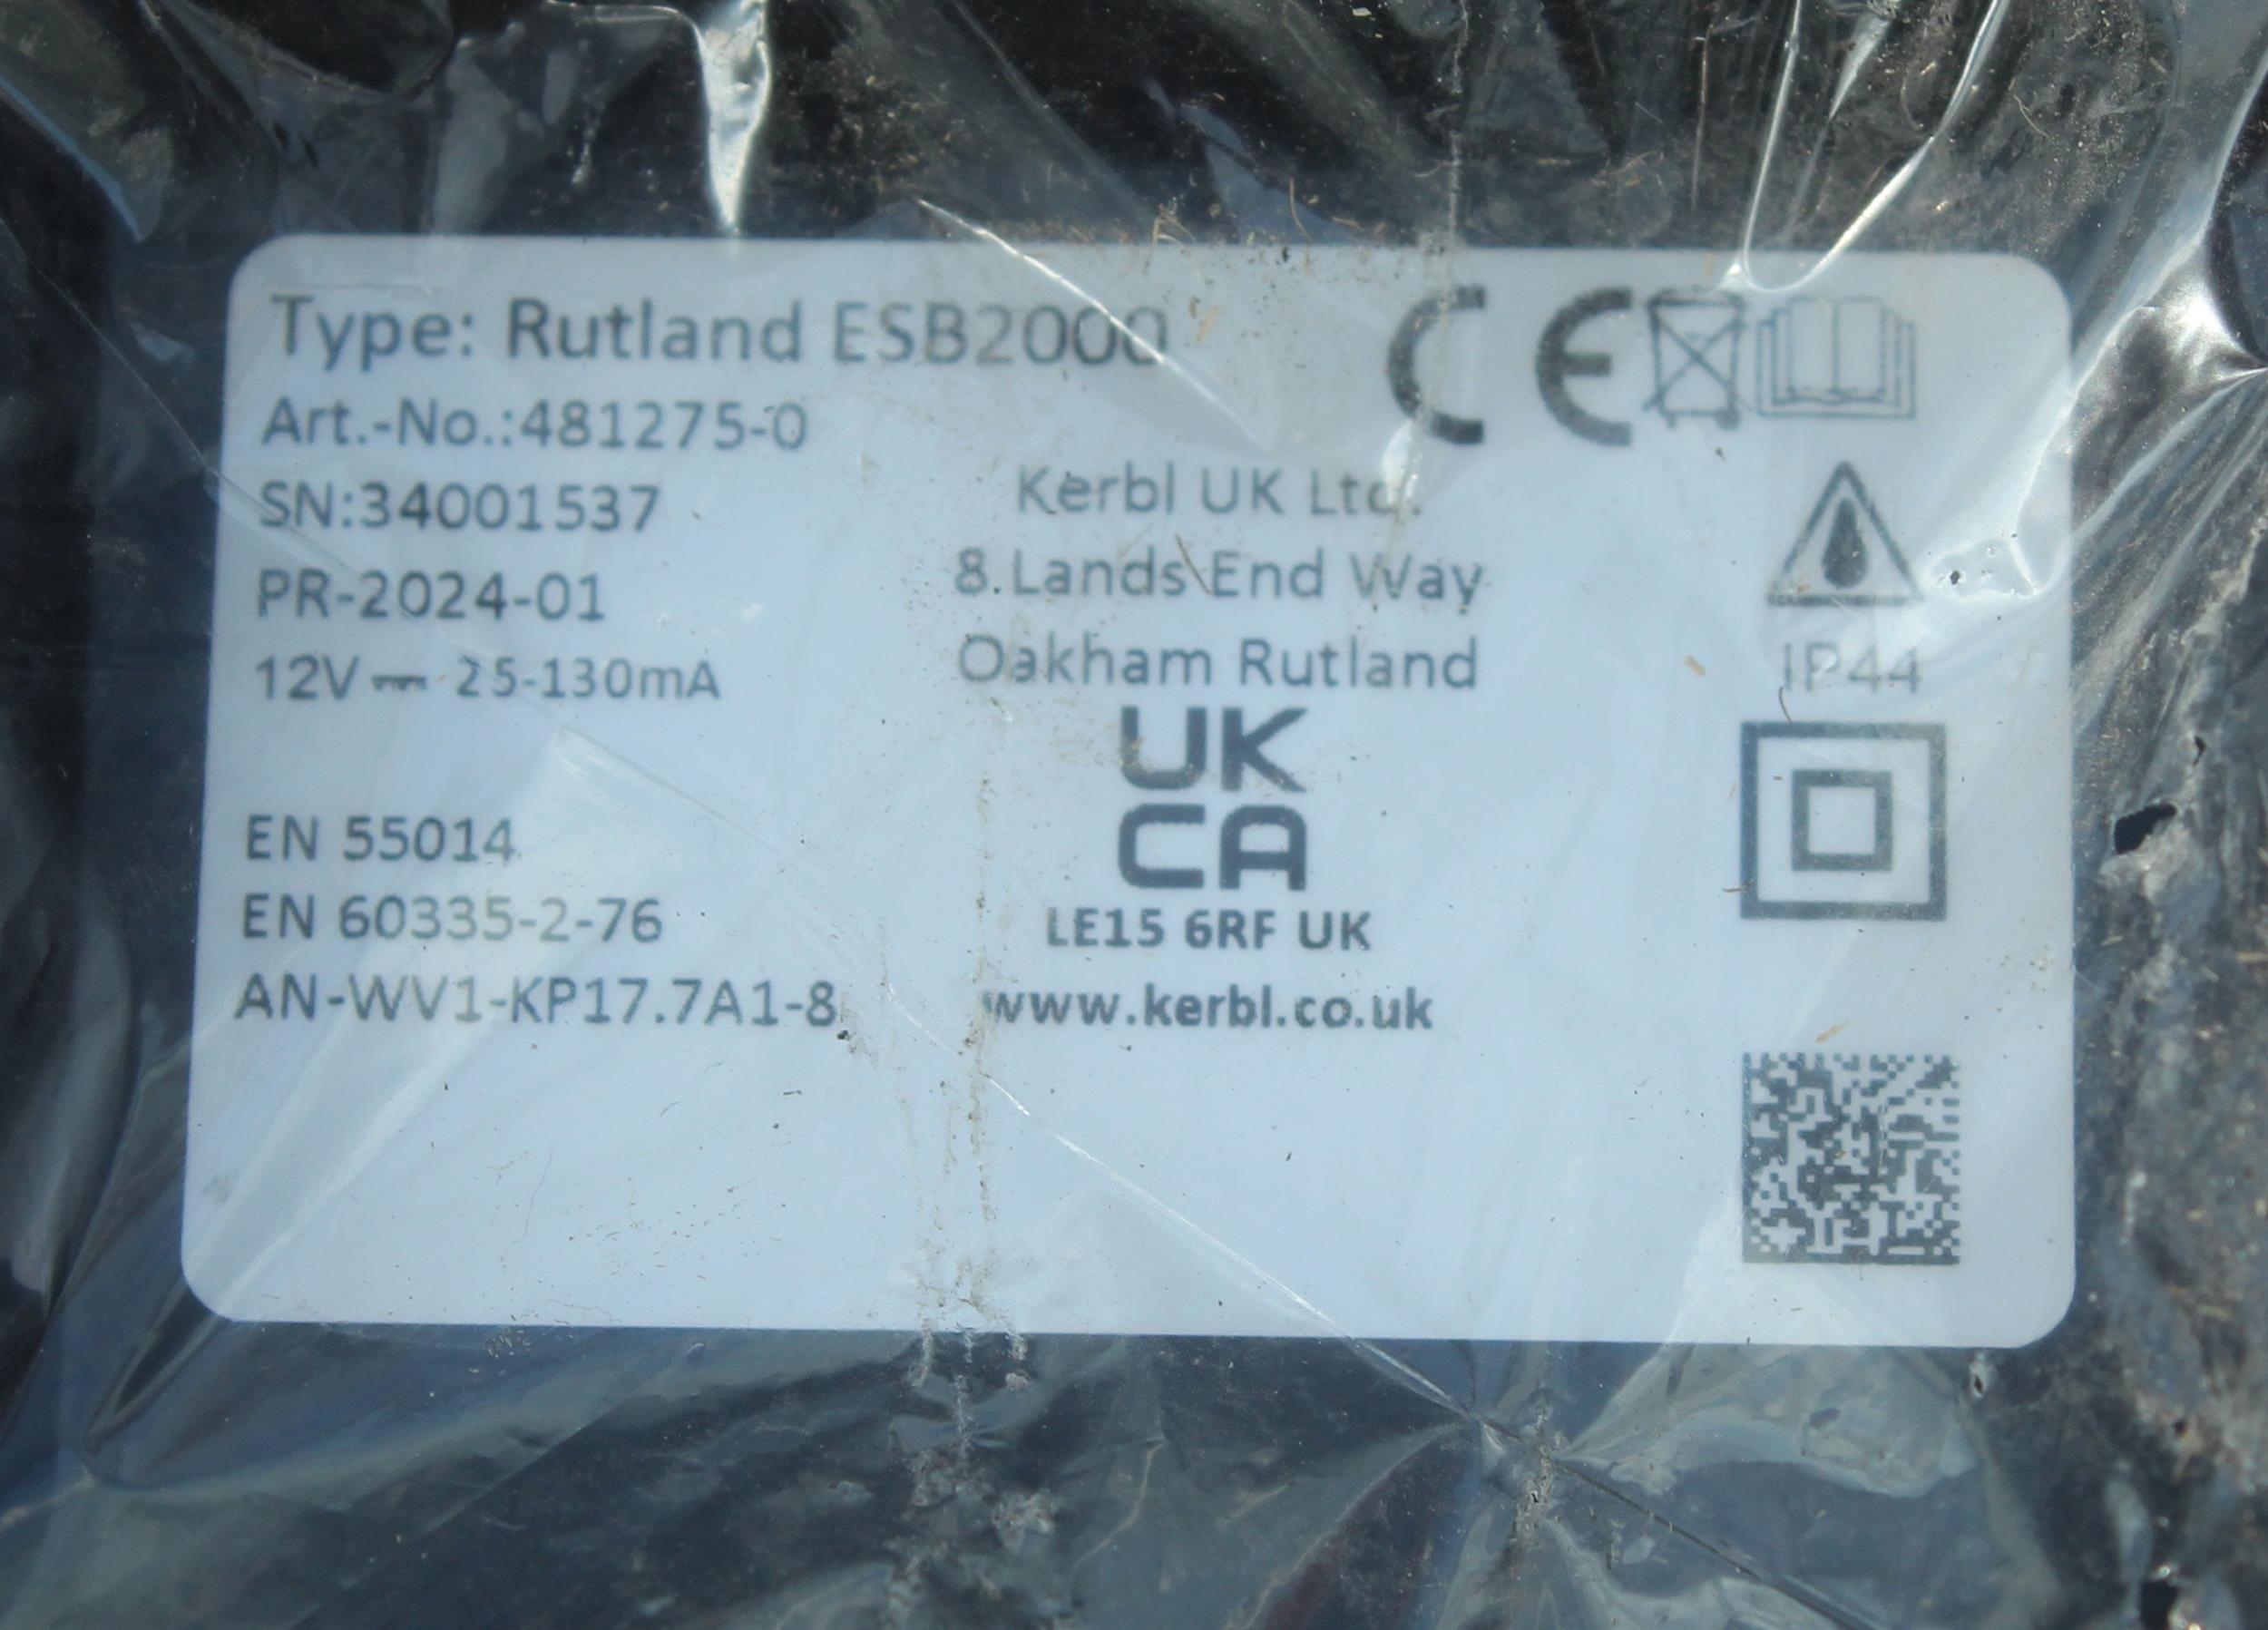 Type: Rutland ESB2000
Art.-No.:481275-0
SN:34001537
PR-2024-01
12V ⎓ 25-130mA
EN 55014
EN 60335-2-76
AN-WV1-KP17.7A1-8
CE
Kerbl UK Ltd.
8.Lands End Way
Oakham Rutland
UK
CA
LE15 6RF UK
www.kerbl.co.uk
IP44